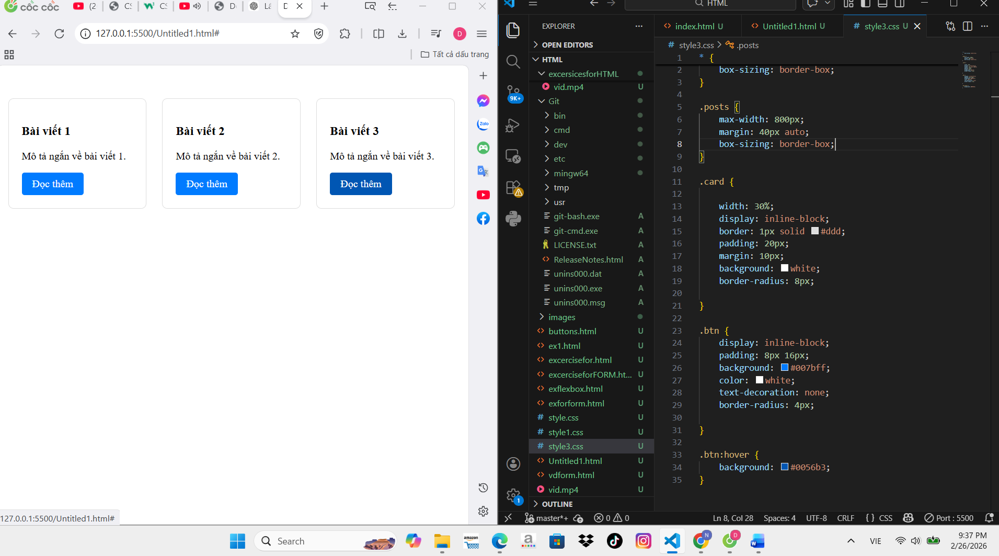 cốc cốc
(2
CS
CS
Do
Lá
D
127.0.0.1:5500/Untitled1.html#
D
Tất cả dấu trang
Bài viết 1
Mô tả ngắn về bài viết 1.
Đọc thêm
Bài viết 2
Mô tả ngắn về bài viết 2.
Đọc thêm
Bài viết 3
Mô tả ngắn về bài viết 3.
Đọc thêm
Zalo
127.0.0.1:5500/Untitled1.html#
HTML
EXPLORER
OPEN EDITORS
HTML
excersicesforHTML
vid.mp4 U
Git
bin
cmd
dev
etc
mingw64
tmp
usr
git-bash.exe A
git-cmd.exe A
LICENSE.txt A
ReleaseNotes.html A
unins000.dat A
unins000.exe A
unins000.msg A
images
buttons.html U
ex1.html U
excercisefor.html U
excerciseforFORM.ht... U
exflexbox.html U
exforform.html U
style.css U
style1.css U
style3.css U
Untitled1.html U
vdform.html U
vid.mp4 U
OUTLINE
9K+
1
index.html U
Untitled1.html U
style3.css U
style3.css > .posts
1 * {
2 box-sizing: border-box;
3 }
4
5 .posts {
6 max-width: 800px;
7 margin: 40px auto;
8 box-sizing: border-box;
9 }
10
11 .card {
12
13 width: 30%;
14 display: inline-block;
15 border: 1px solid #ddd;
16 padding: 20px;
17 margin: 10px;
18 background: white;
19 border-radius: 8px;
20
21 }
22
23 .btn {
24 display: inline-block;
25 padding: 8px 16px;
26 background: #007bff;
27 color: white;
28 text-decoration: none;
29 border-radius: 4px;
30
31 }
32
33 .btn:hover {
34 background: #0056b3;
35 }
master*+ 0 0 Ln 8, Col 28 Spaces: 4 UTF-8 CRLF { } CSS Port : 5500
Search
amazon
N
D
VIE
9:37 PM
2/26/2026